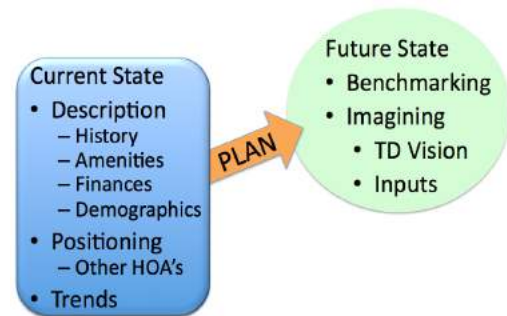 Current State
• Description
– History
– Amenities
– Finances
– Demographics
• Positioning
– Other HOA's
• Trends
PLAN
Future State
• Benchmarking
• Imagining
• TD Vision
• Inputs